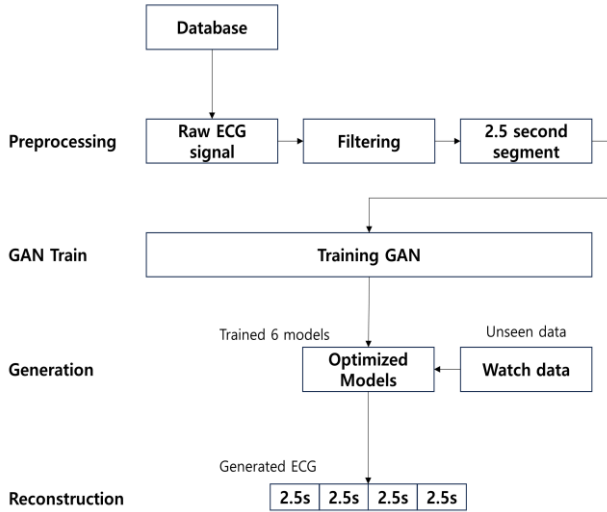 Database
Preprocessing
Raw ECG
signal
Filtering
2.5 second
segment
GAN Train
Training GAN
Trained 6 models
Unseen data
Generation
Optimized
Models
Watch data
Generated ECG
Reconstruction
2.5s 2.5s 2.5s 2.5s